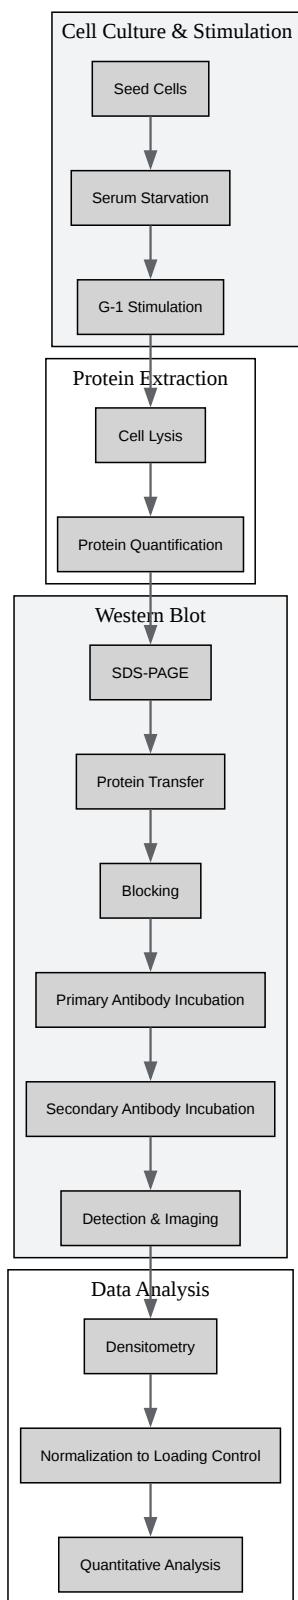 Cell Culture & Stimulation
Seed Cells
Serum Starvation
G-1 Stimulation
Protein Extraction
Cell Lysis
Protein Quantification
Western Blot
SDS-PAGE
Protein Transfer
Blocking
Primary Antibody Incubation
Secondary Antibody Incubation
Detection & Imaging
Data Analysis
Densitometry
Normalization to Loading Control
Quantitative Analysis